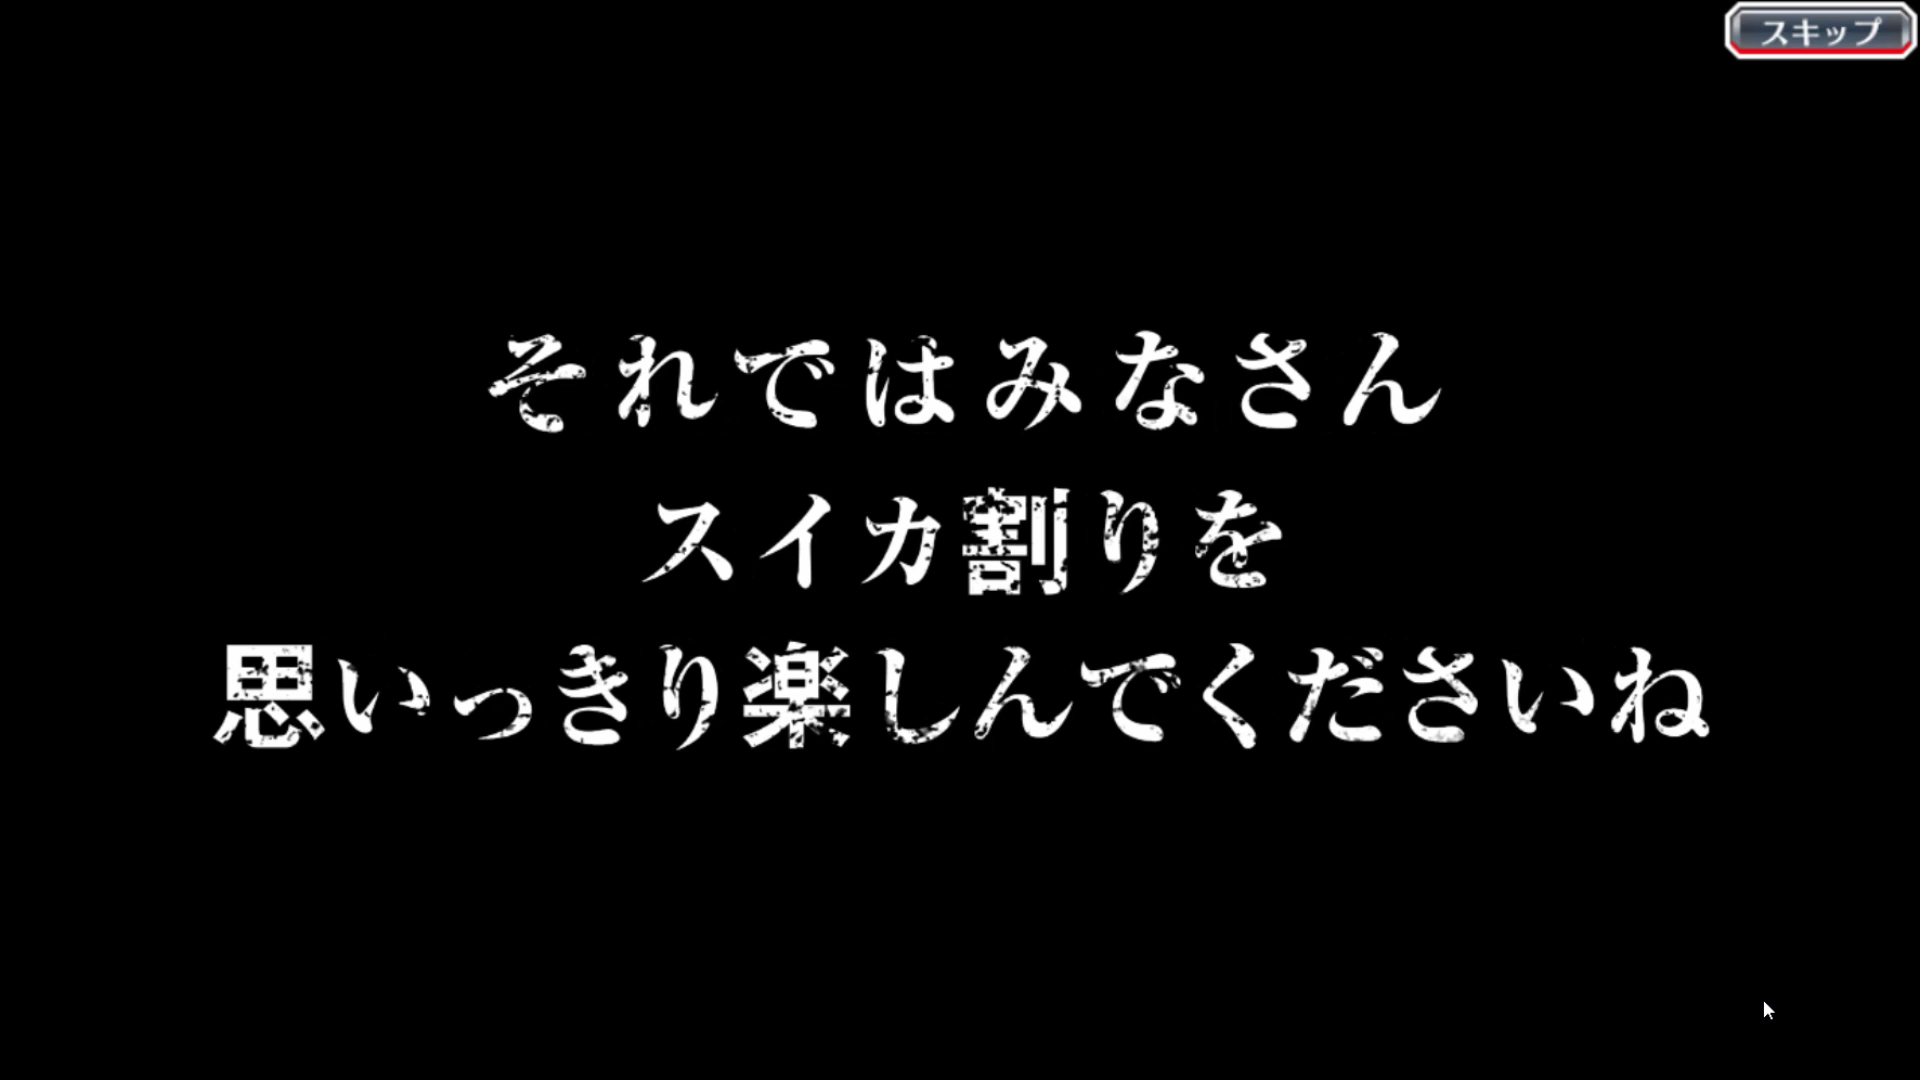 スキップ
それではみなさん
スイカ割りを
思いっきり楽しんでくださいね